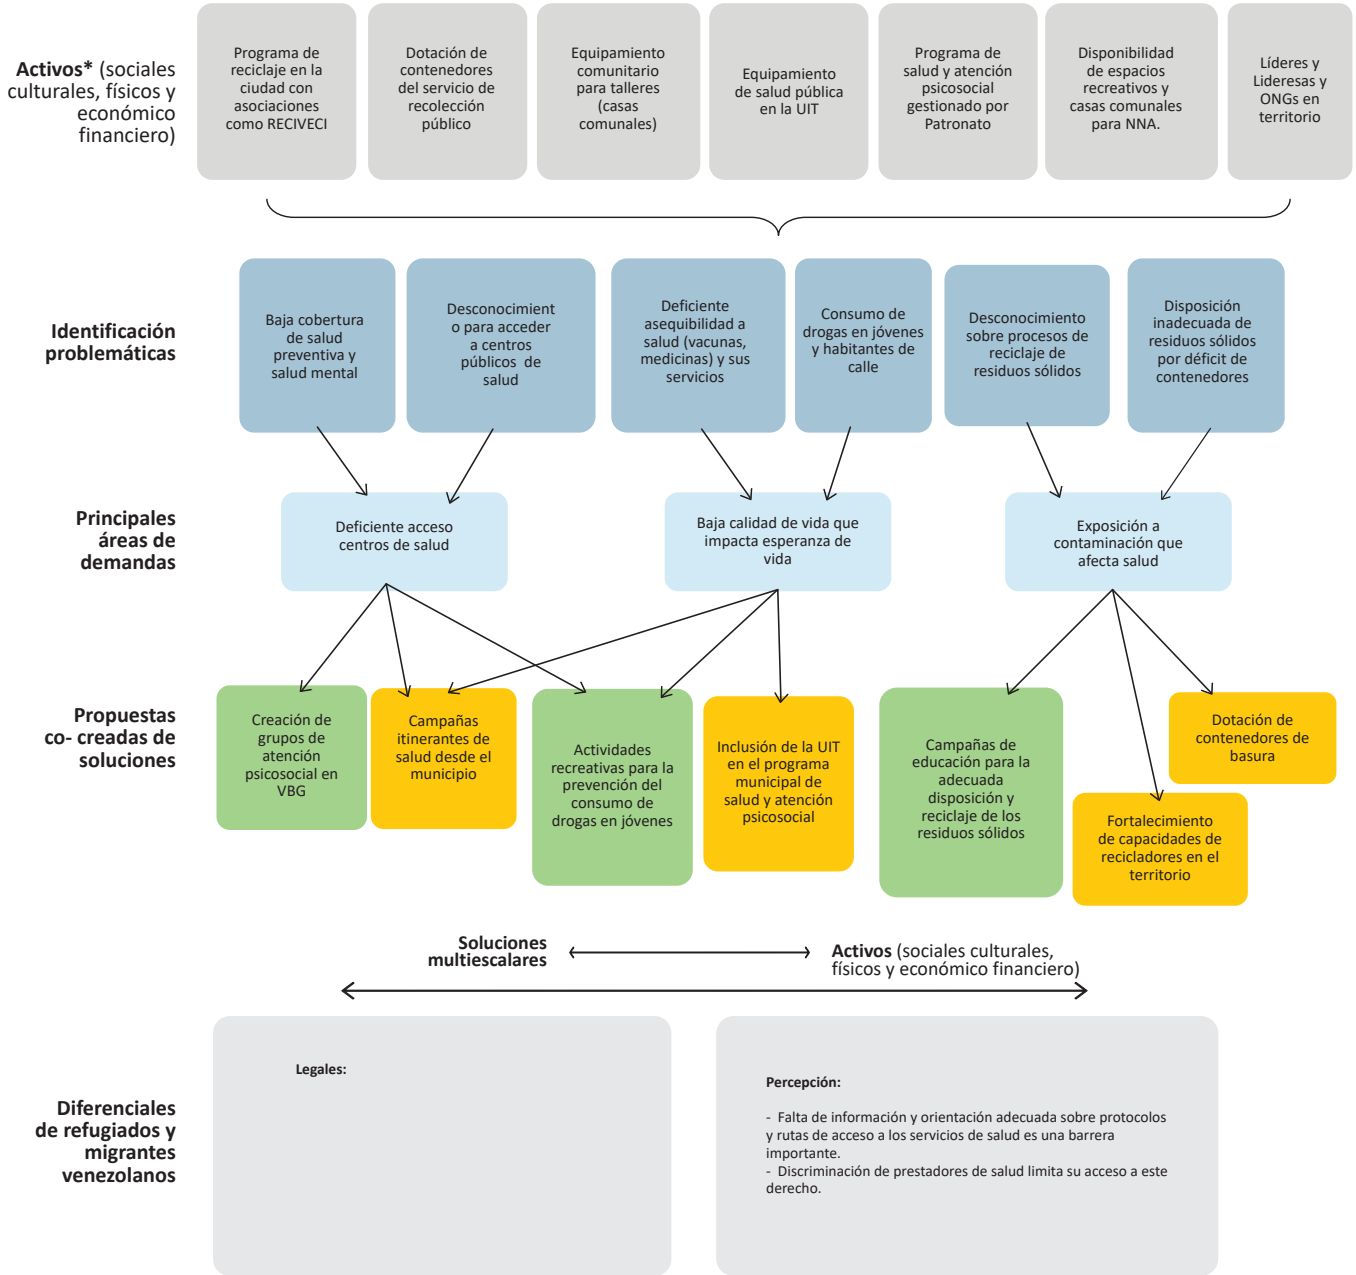 Activos* (sociales
culturales, físicos y
económico
financiero)
Programa de
reciclaje en la
ciudad con
asociaciones
como RECIVECI
Dotación de
contenedores
del servicio de
recolección
público
Equipamiento
comunitario
para talleres
(casas
comunales)
Equipamiento
de salud pública
en la UIT
Programa de
salud y atención
psicosocial
gestionado por
Patronato
Disponibilidad
de espacios
recreativos y
casas comunales
para NNA.
Líderes y
Lideresas y
ONGs en
territorio
Identificación
problemáticas
Baja cobertura
de salud
preventiva y
salud mental
Desconocimient
o para acceder
a centros
públicos de
salud
Deficiente
asequibilidad a
salud (vacunas,
medicinas) y sus
servicios
Consumo de
drogas en jóvenes
y habitantes de
calle
Desconocimiento
sobre procesos de
reciclaje de
residuos sólidos
Disposición
inadecuada de
residuos sólidos
por déficit de
contenedores
Principales
áreas de
demandas
Deficiente acceso
centros de salud
Baja calidad de vida que
impacta esperanza de
vida
Exposición a
contaminación que
afecta salud
Propuestas
co- creadas de
soluciones
Creación de
grupos de
atención
psicosocial en
VBG
Campañas
itinerantes de
salud desde el
municipio
Actividades
recreativas para la
prevención del
consumo de
drogas en jóvenes
Inclusión de la UIT
en el programa
municipal de
salud y atención
psicosocial
Campañas de
educación para la
adecuada
disposición y
reciclaje de los
residuos sólidos
Fortalecimiento
de capacidades de
recicladores en el
territorio
Dotación de
contenedores de
basura
Soluciones
multiescalares
Activos (sociales culturales,
físicos y económico financiero)
Diferenciales
de refugiados y
migrantes
venezolanos
Legales:
Percepción:
- Falta de información y orientación adecuada sobre protocolos
y rutas de acceso a los servicios de salud es una barrera
importante.
- Discriminación de prestadores de salud limita su acceso a este
derecho.